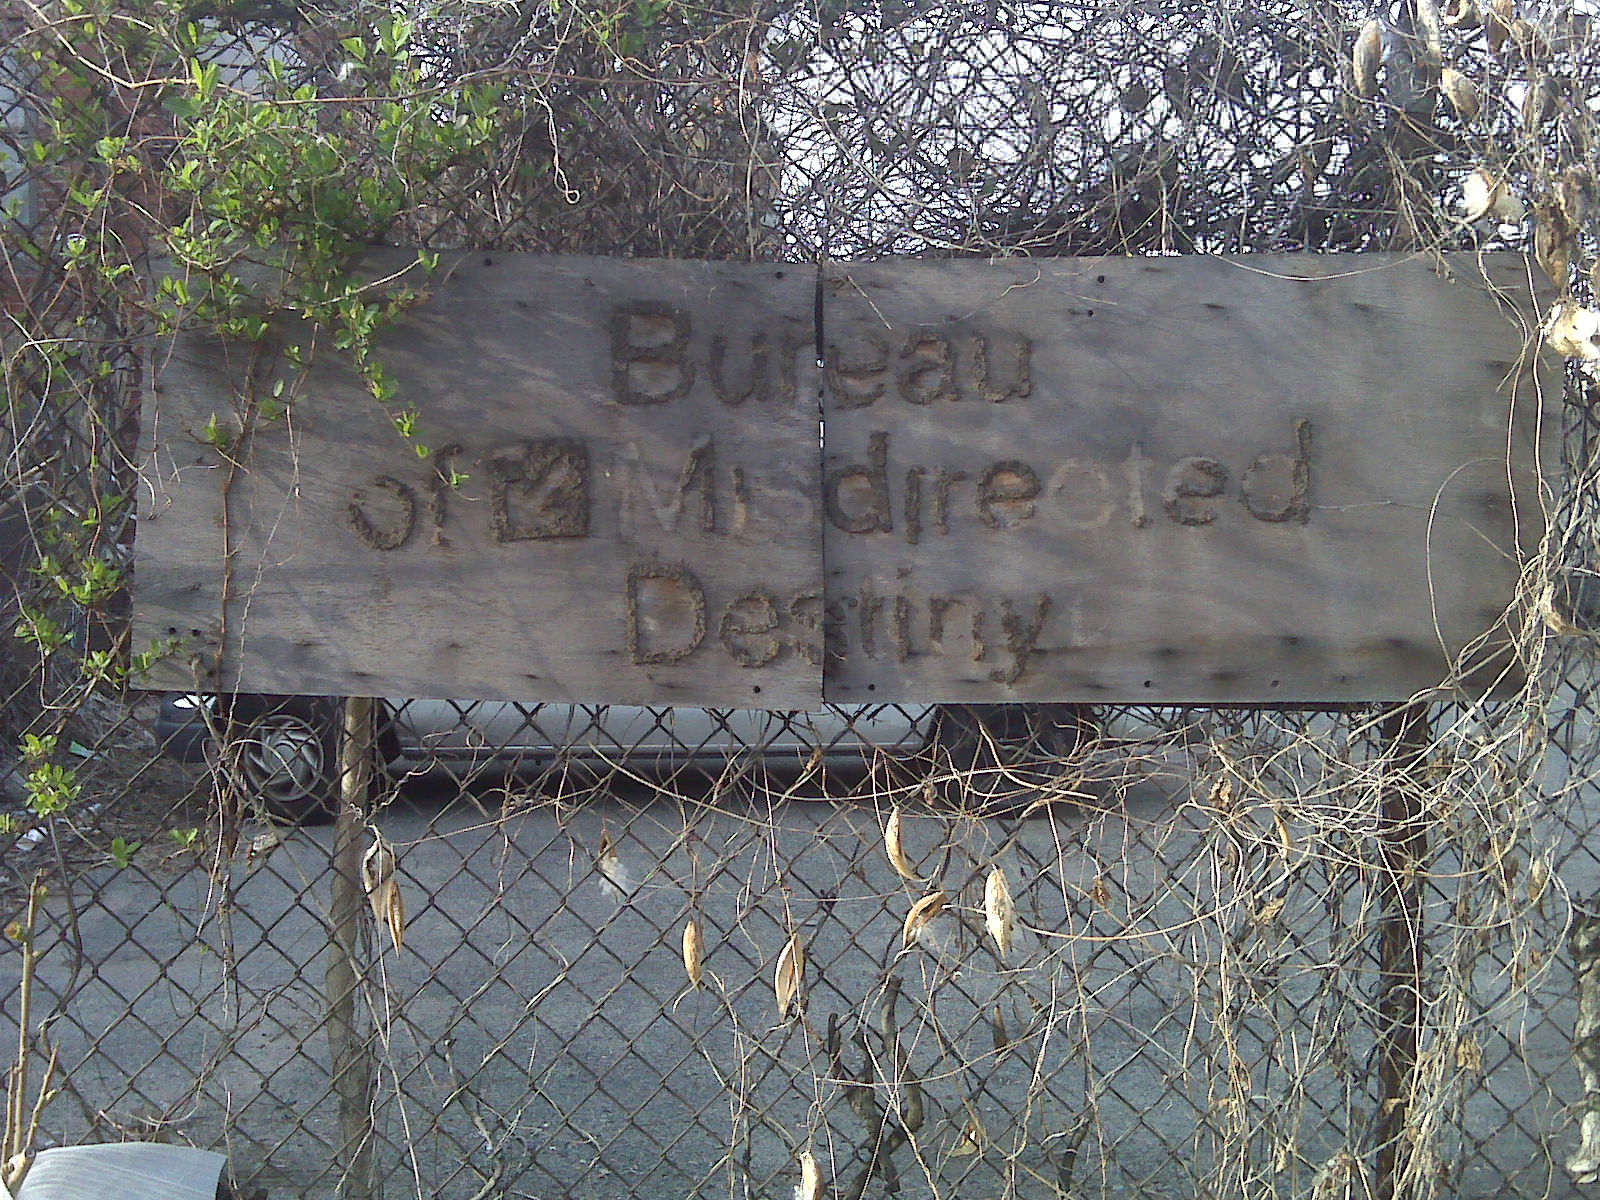 Bureau
of Misdirected
Destiny